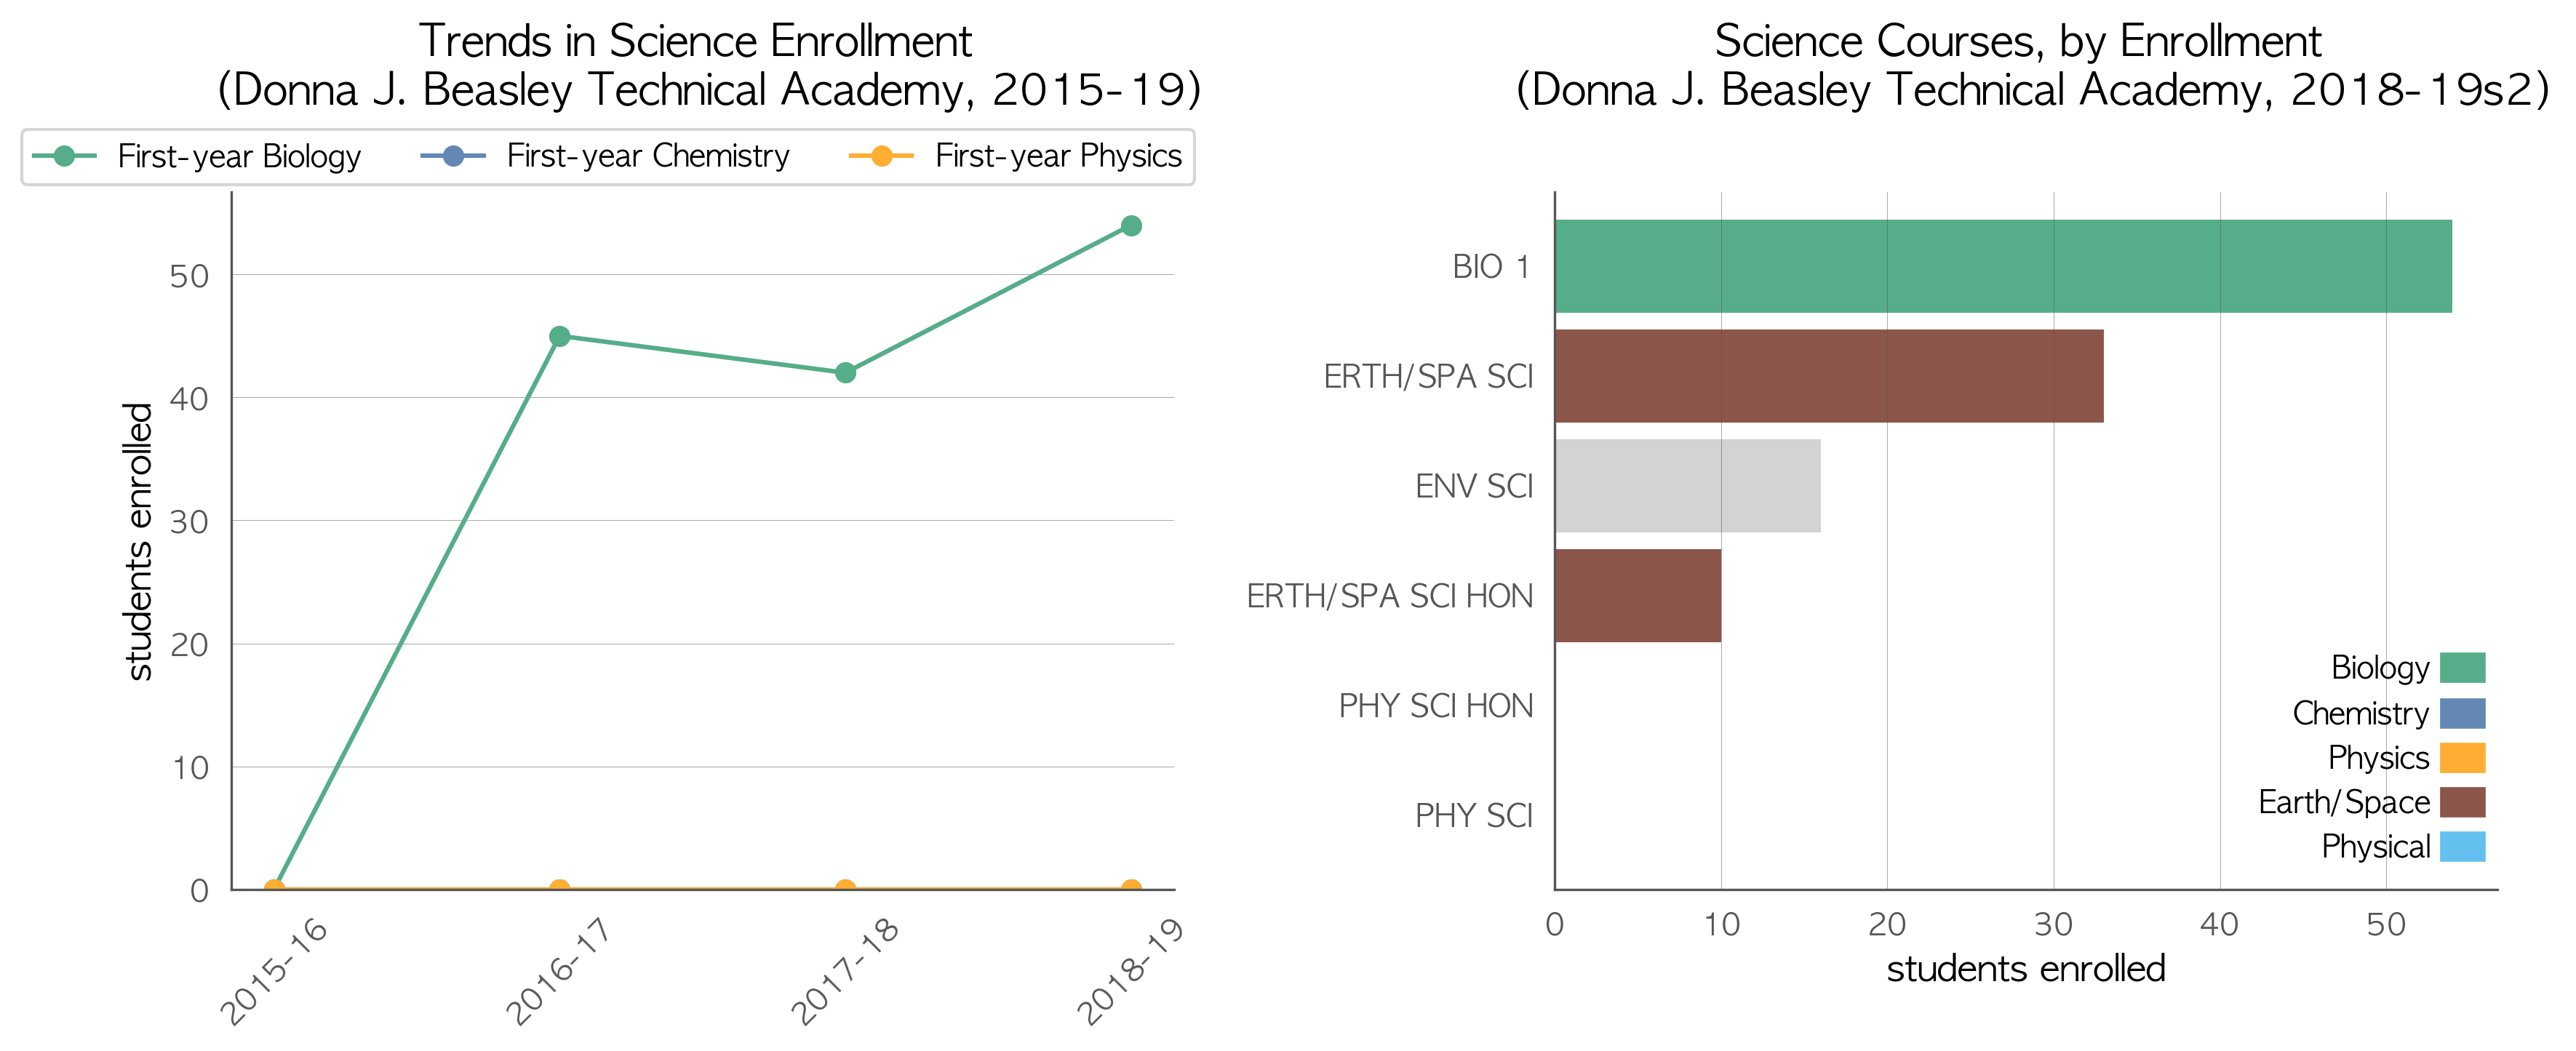 Trends in Science Enrollment
(Donna J. Beasley Technical Academy, 2015-19)
First-year Biology
First-year Chemistry
First-year Physics
students enrolled
50
40
30
20
10
0
2015-16
2016-17
2017-18
2018-19
Science Courses, by Enrollment
(Donna J. Beasley Technical Academy, 2018-19s2)
BIO 1
ERTH/SPA SCI
ENV SCI
ERTH/SPA SCI HON
PHY SCI HON
PHY SCI
Biology
Chemistry
Physics
Earth/Space
Physical
0
10
20
30
40
50
students enrolled